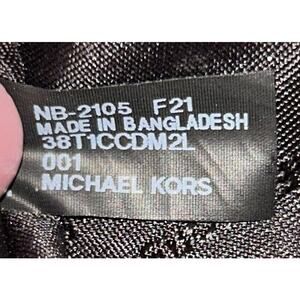 NB-2105 F21
MADE IN BANGLADESH
38T1CCDM2L
001
MICHAEL KORS